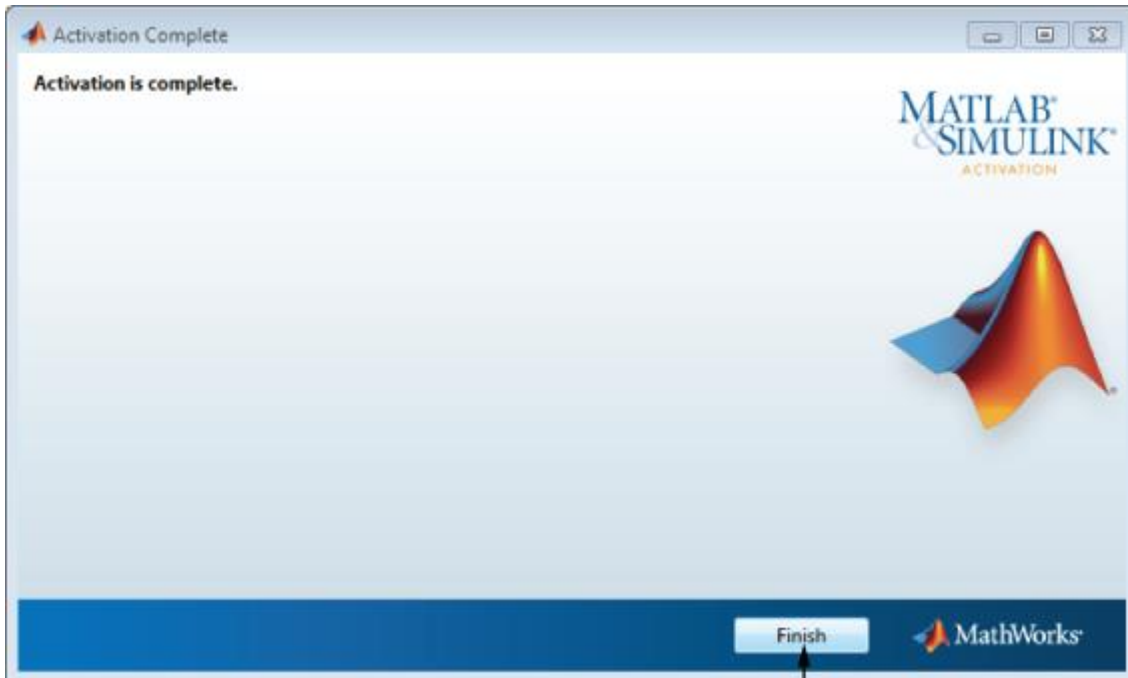 Activation Complete
Activation is complete.
MATLAB®
&SIMULINK®
ACTIVATION
®
Finish
MathWorks®